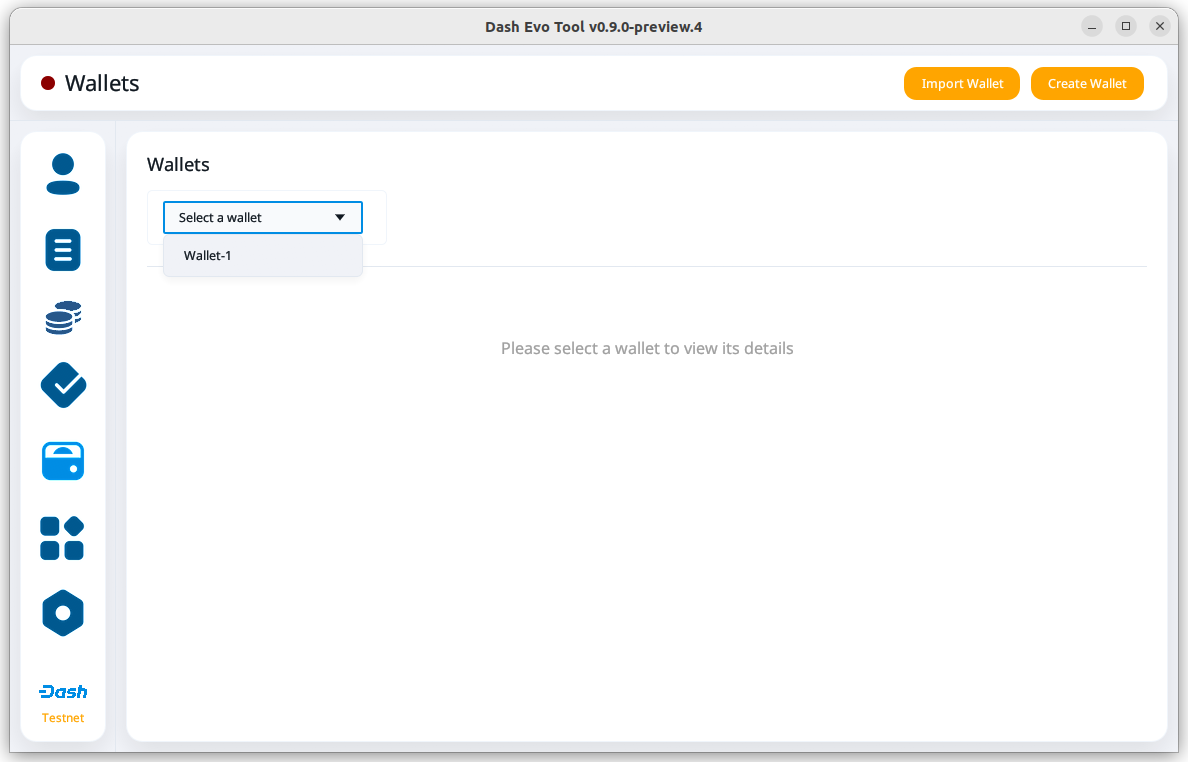 Dash Evo Tool v0.9.0-preview.4
Wallets
Import Wallet
Create Wallet
Wallets
Select a wallet
Wallet-1
Please select a wallet to view its details
Dash
Testnet